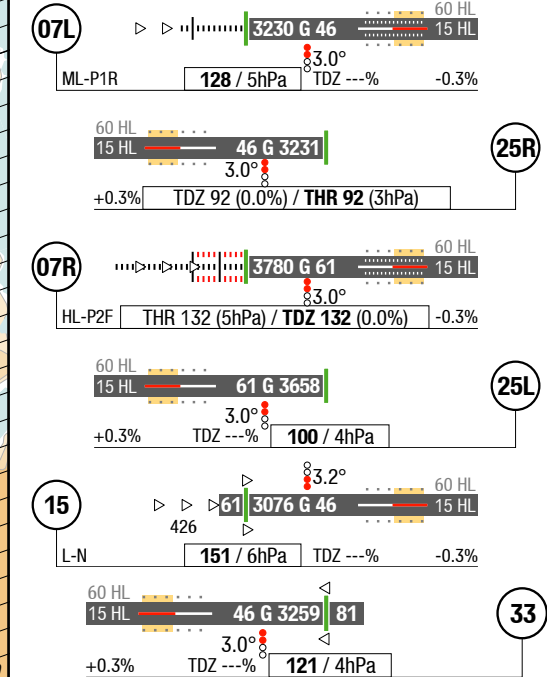 60 HL
07L 3230 G 46 15 HL
3.0°
ML-P1R 128 / 5hPa TDZ ---% -0.3%
60 HL
15 HL 46 G 3231 25R
3.0°
+0.3% TDZ 92 (0.0%) / THR 92 (3hPa)
60 HL
07R 3780 G 61 15 HL
3.0°
HL-P2F THR 132 (5hPa) / TDZ 132 (0.0%) -0.3%
60 HL
15 HL 61 G 3658 25L
3.0°
+0.3% TDZ ---% 100 / 4hPa
3.2°
60 HL
15 61 3076 G 46 15 HL
426
L-N 151 / 6hPa TDZ ---% -0.3%
60 HL
15 HL 46 G 3259 81 33
3.0°
+0.3% TDZ ---% 121 / 4hPa